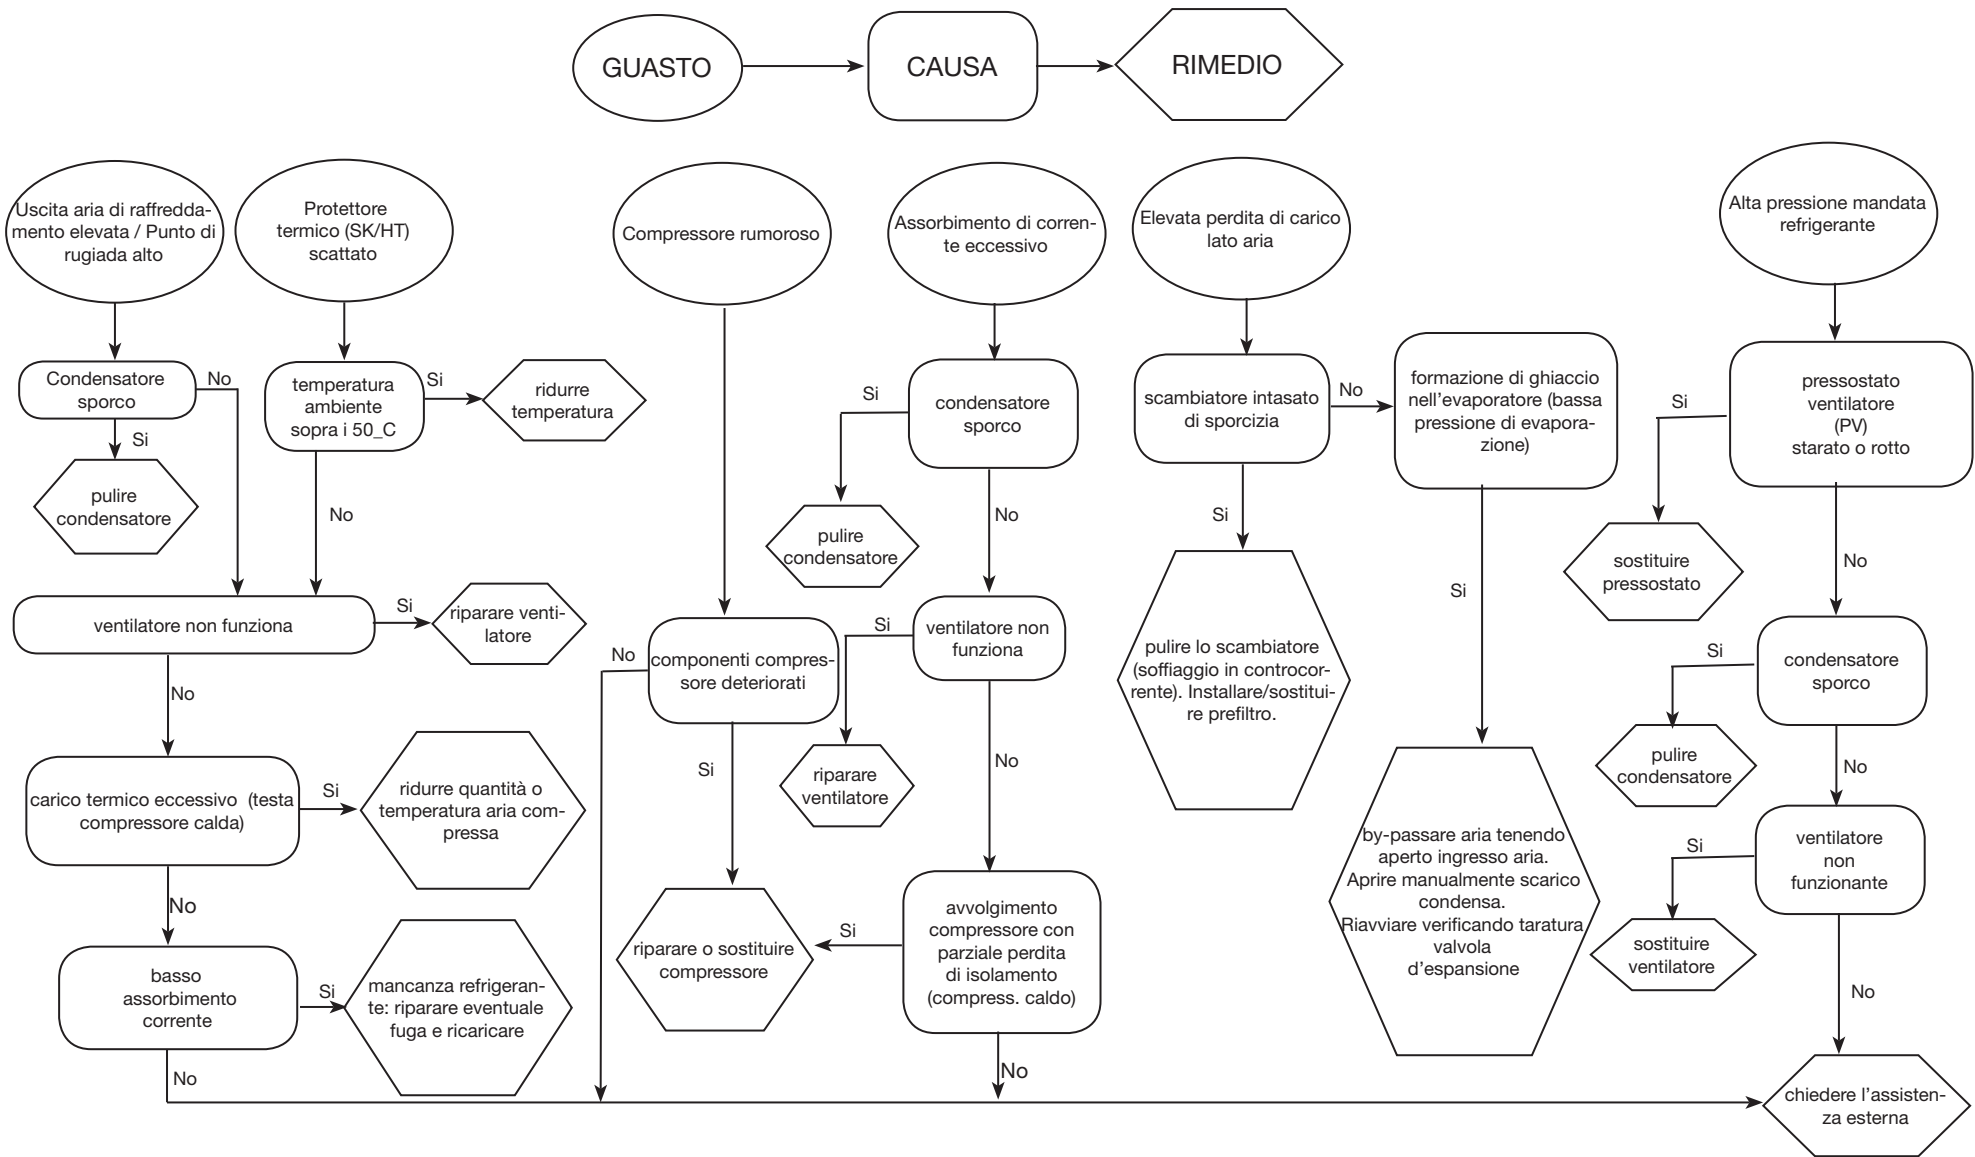 GUASTO
CAUSA
RIMEDIO
Uscita aria di raffredda-
mento elevata / Punto di
rugiada alto
Protettore
termico (SK/HT)
scattato
Compressore rumoroso
Assorbimento di corren-
te eccessivo
Elevata perdita di carico
lato aria
Alta pressione mandata
refrigerante
Condensatore
sporco
No
Si
pulire
condensatore
temperatura
ambiente
sopra i 50_C
Si
ridurre
temperatura
No
ventilatore non funziona
Si
riparare venti-
latore
No
carico termico eccessivo (testa
compressore calda)
Si
ridurre quantità o
temperatura aria com-
pressa
No
basso
assorbimento
corrente
Si
mancanza refrigeran-
te: riparare eventuale
fuga e ricaricare
No
componenti compres-
sore deteriorati
No
Si
riparare o sostituire
compressore
condensatore
sporco
Si
pulire
condensatore
No
ventilatore non
funziona
Si
riparare
ventilatore
No
avvolgimento
compressore con
parziale perdita
di isolamento
(compress. caldo)
Si
No
scambiatore intasato
di sporcizia
No
Si
pulire lo scambiatore
(soffiaggio in controcor-
rente). Installare/sostitui-
re prefiltro.
formazione di ghiaccio
nell’evaporatore (bassa
pressione di evapora-
zione)
Si
by-passare aria tenendo
aperto ingresso aria.
Aprire manualmente scarico
condensa.
Riavviare verificando taratura
valvola
d’espansione
pressostato
ventilatore
(PV)
starato o rotto
Si
sostituire
pressostato
No
condensatore
sporco
Si
pulire
condensatore
No
ventilatore
non
funzionante
Si
sostituire
ventilatore
No
chiedere l’assisten-
za esterna